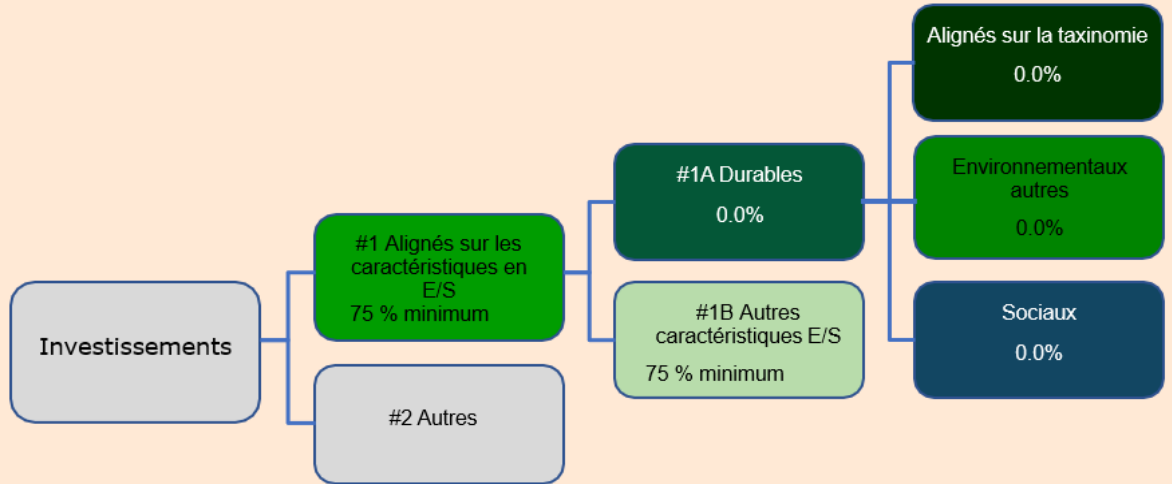 Investissements
#1 Alignés sur les
caractéristiques en
E/S
75 % minimum
#2 Autres
#1A Durables
0.0%
#1B Autres
caractéristiques E/S
75 % minimum
Alignés sur la taxinomie
0.0%
Environnementaux
autres
0.0%
Sociaux
0.0%